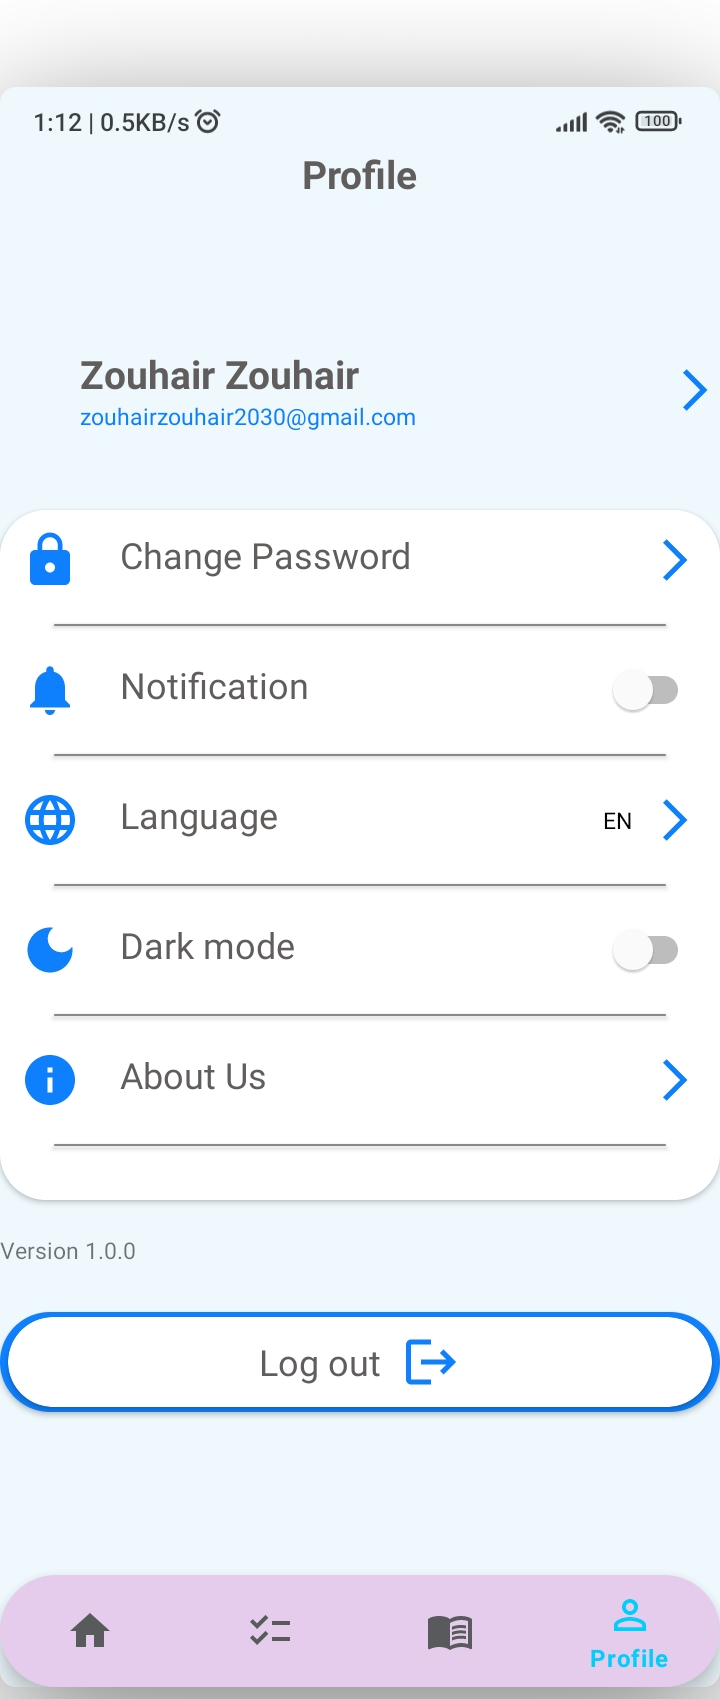 1:12 | 0.5KB/s 100
Profile
Zouhair Zouhair
zouhairzouhair2030@gmail.com
Change Password
Notification
Language EN
Dark mode
About Us
Version 1.0.0
Log out
Profile